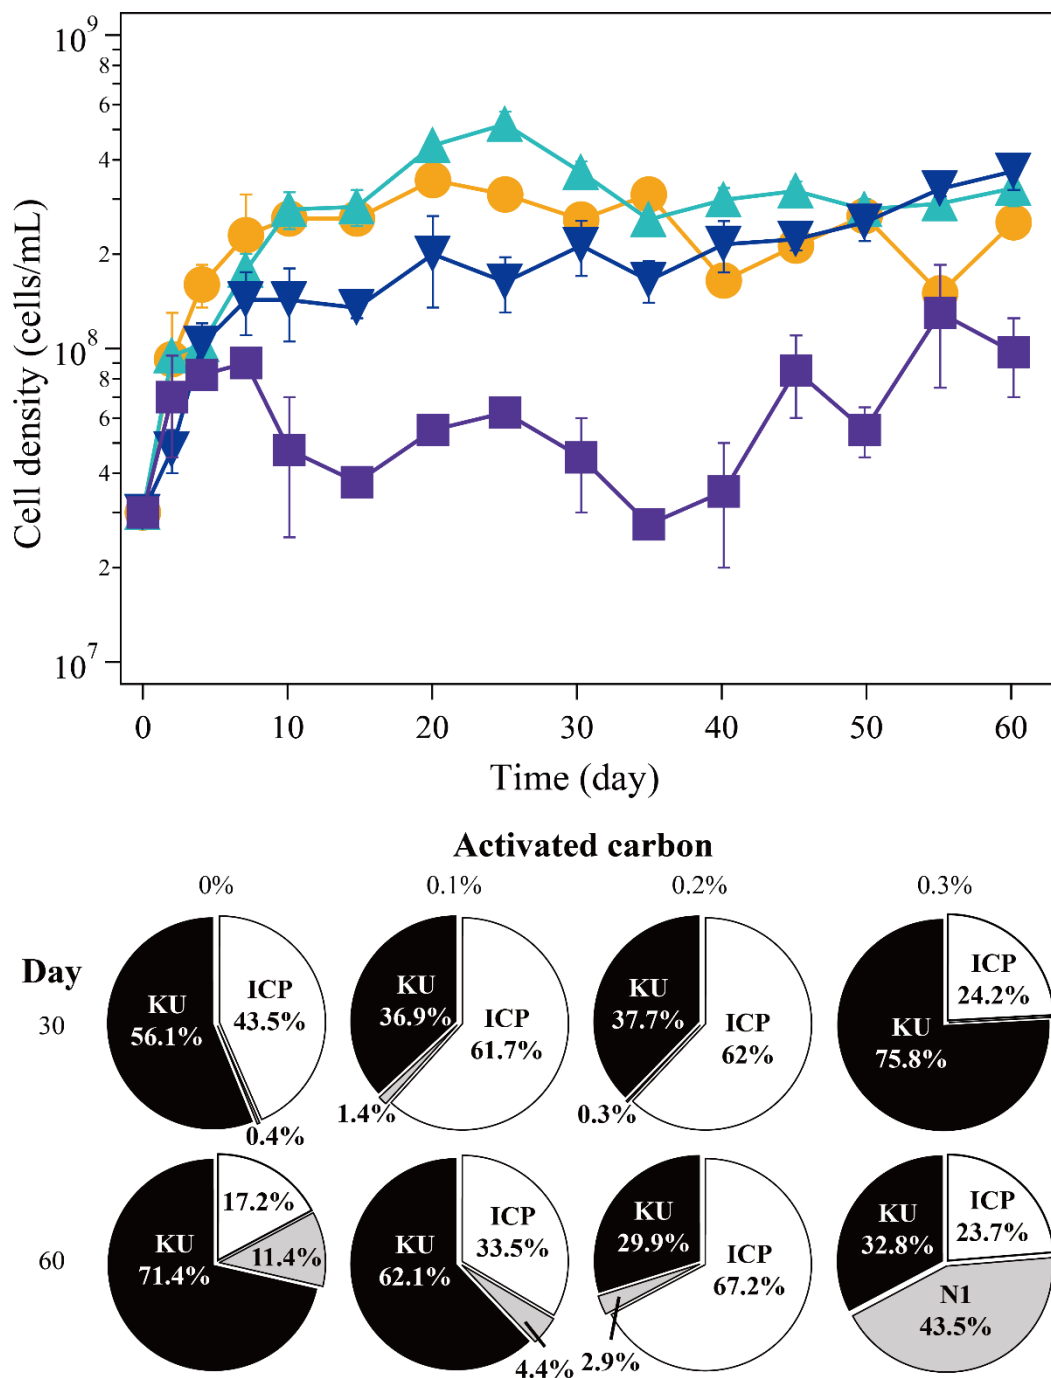 10^9
8
6
4
2
10^8
8
6
4
2
10^7
Cell density (cells/mL)
0 10 20 30 40 50 60
Time (day)
Activated carbon
0% 0.1% 0.2% 0.3%
Day
30
KU
56.1%
ICP
43.5%
0.4%
KU
36.9%
ICP
61.7%
1.4%
KU
37.7%
ICP
62%
0.3%
ICP
24.2%
KU
75.8%
60
17.2%
11.4%
KU
71.4%
ICP
33.5%
KU
62.1%
4.4%
KU
29.9%
ICP
67.2%
2.9%
KU
32.8%
ICP
23.7%
N1
43.5%